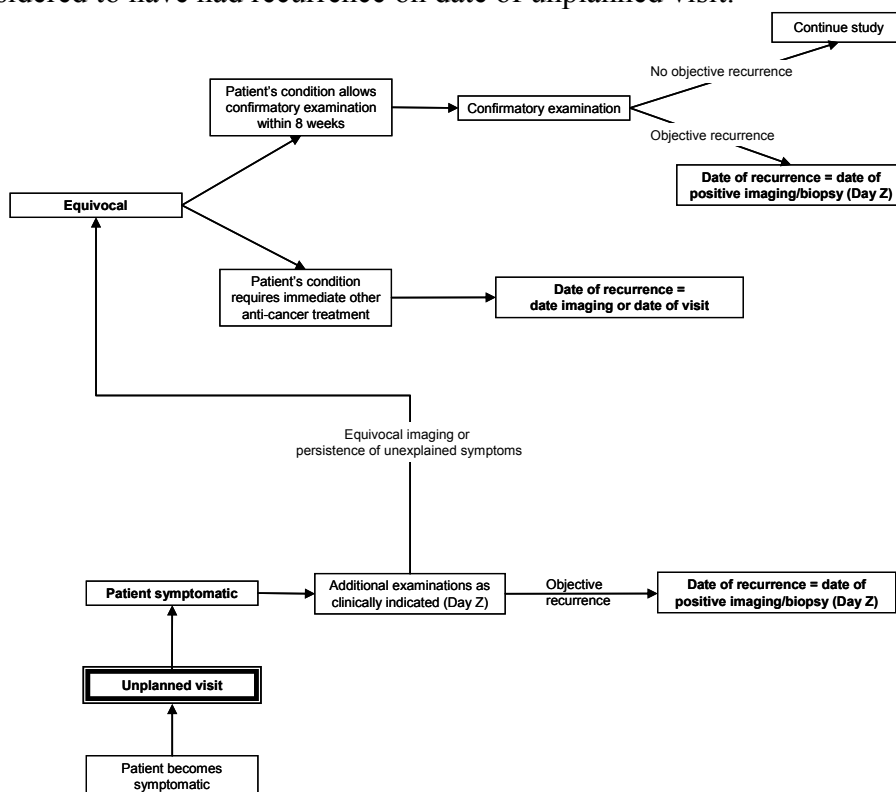 sidered to have had recurrence on date of unplanned visit.
Continue study
No objective recurrence
Patient's condition allows
confirmatory examination
within 8 weeks
Confirmatory examination
Objective recurrence
Date of recurrence = date of
positive imaging/biopsy (Day Z)
Equivocal
Patient's condition
requires immediate other
anti-cancer treatment
Date of recurrence =
date imaging or date of visit
Equivocal imaging or
persistence of unexplained symptoms
Patient symptomatic
Additional examinations as
clinically indicated (Day Z)
Objective
recurrence
Date of recurrence = date of
positive imaging/biopsy (Day Z)
Unplanned visit
Patient becomes
symptomatic